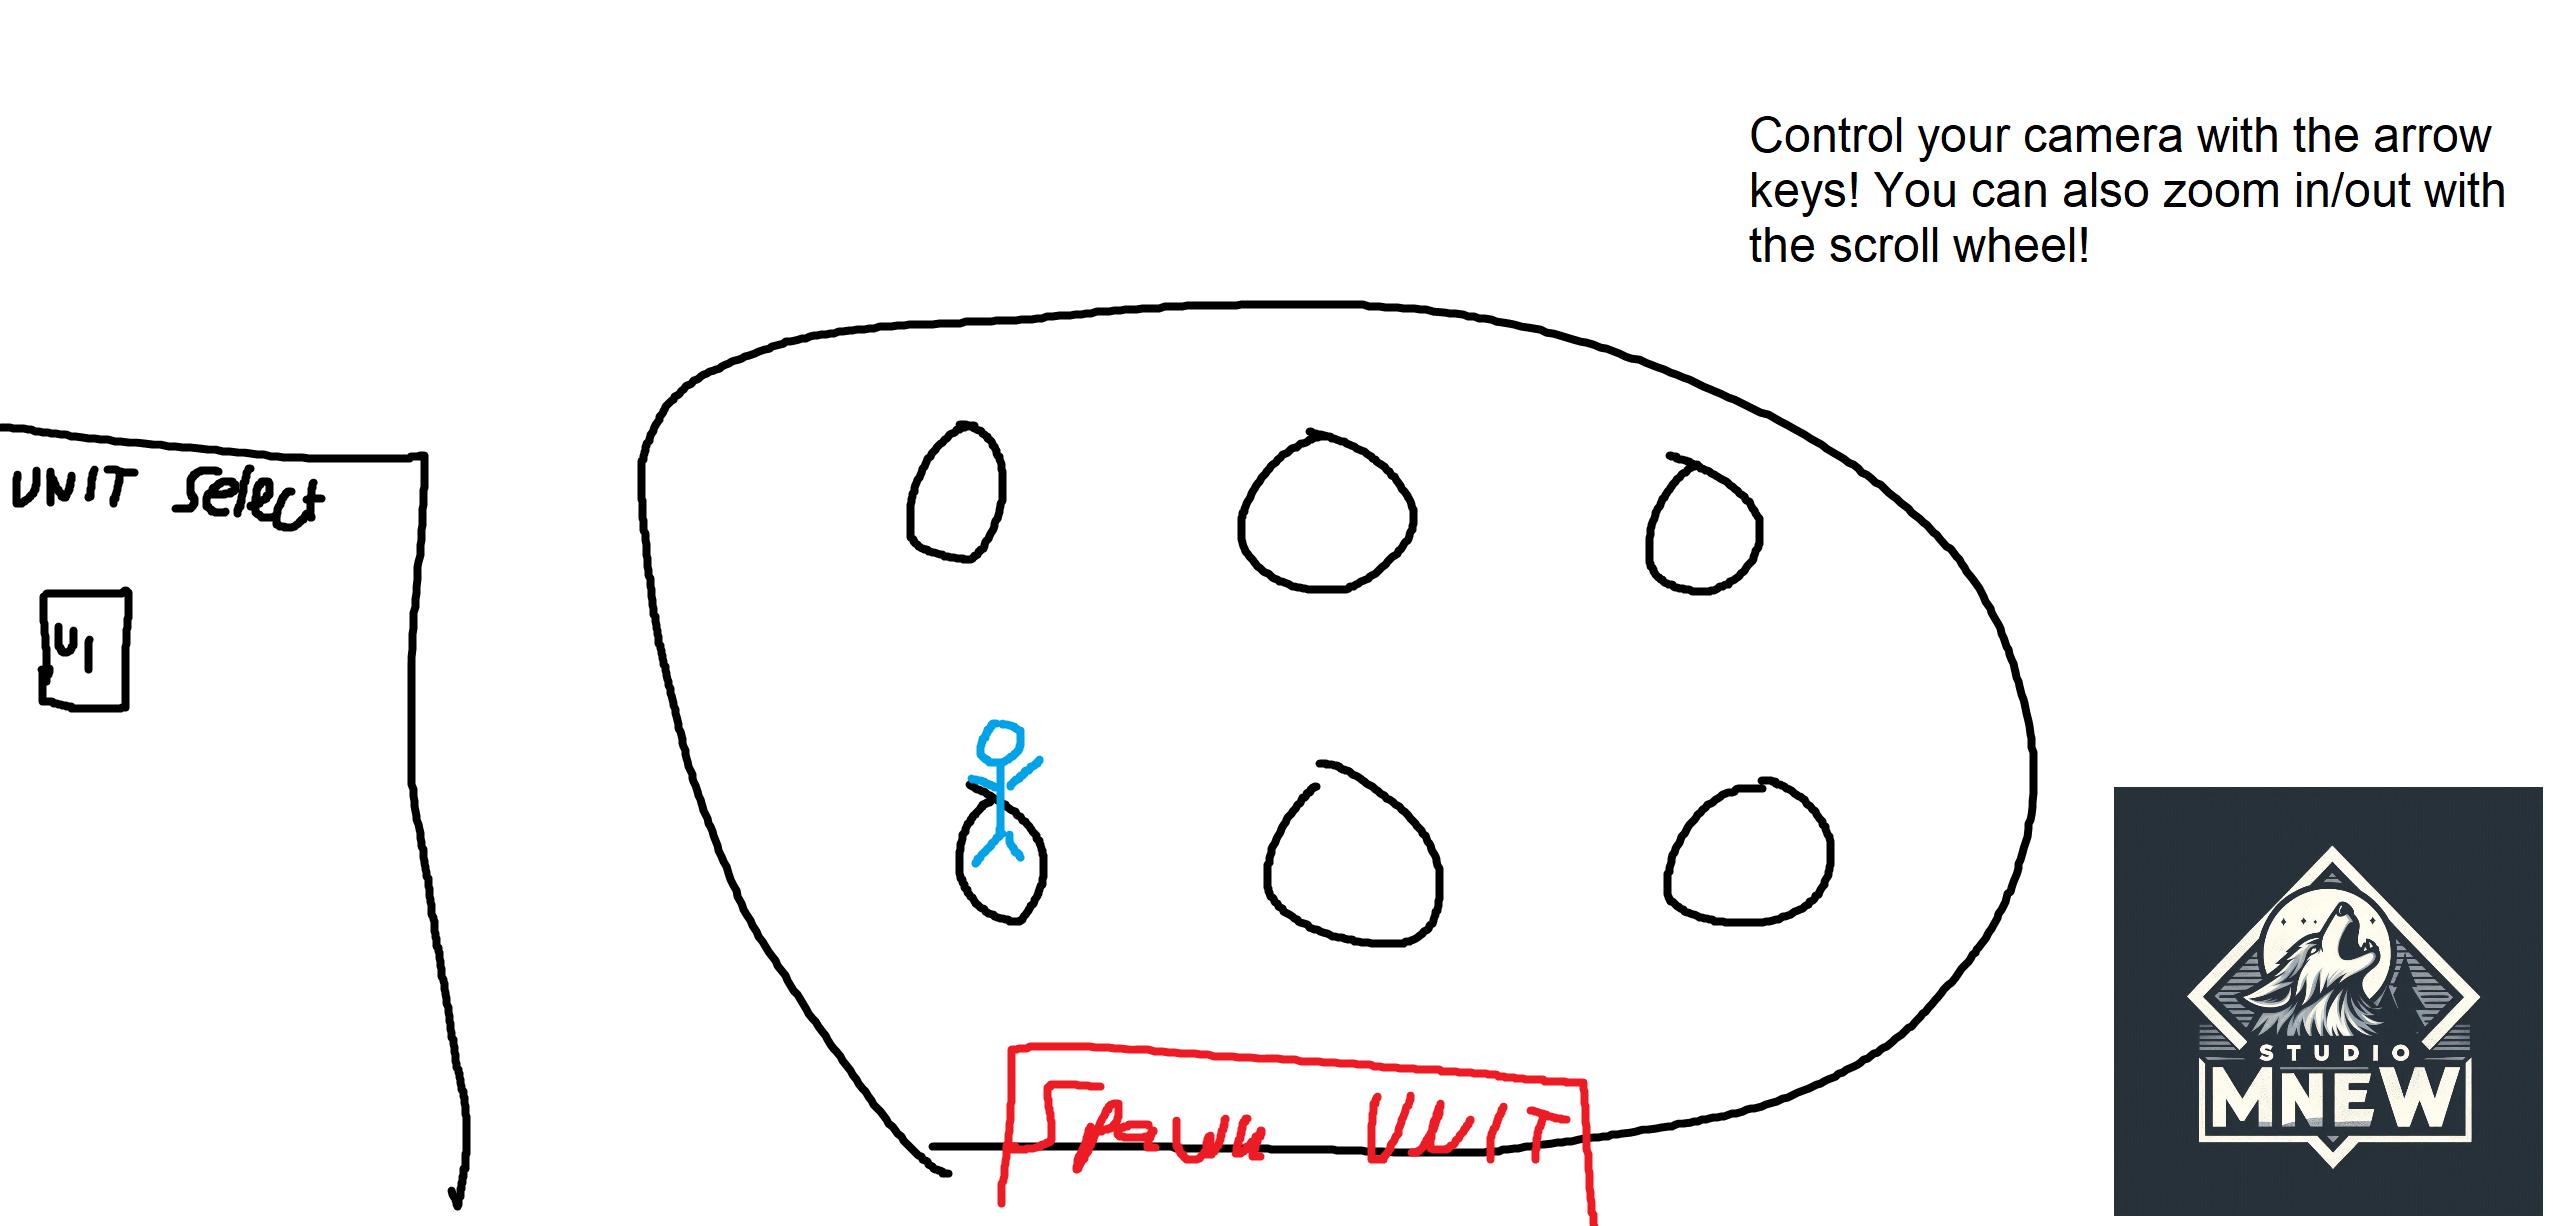 Control your camera with the arrow
keys! You can also zoom in/out with
the scroll wheel!
UNIT Select
U1
Spawn UNIT
STUDIO
MNEW